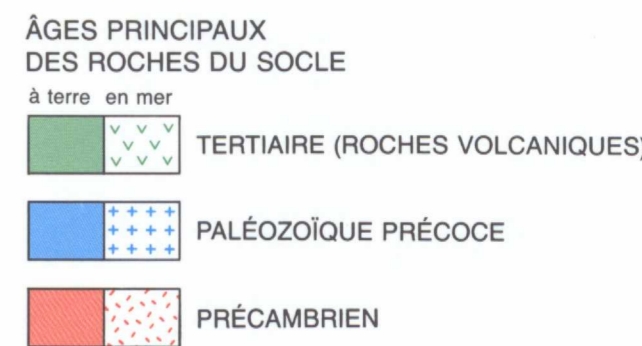 ÂGES PRINCIPAUX
DES ROCHES DU SOCLE
à terre en mer
TERTIAIRE (ROCHES VOLCANIQUES)
PALÉOZOÏQUE PRÉCOCE
PRÉCAMBRIEN